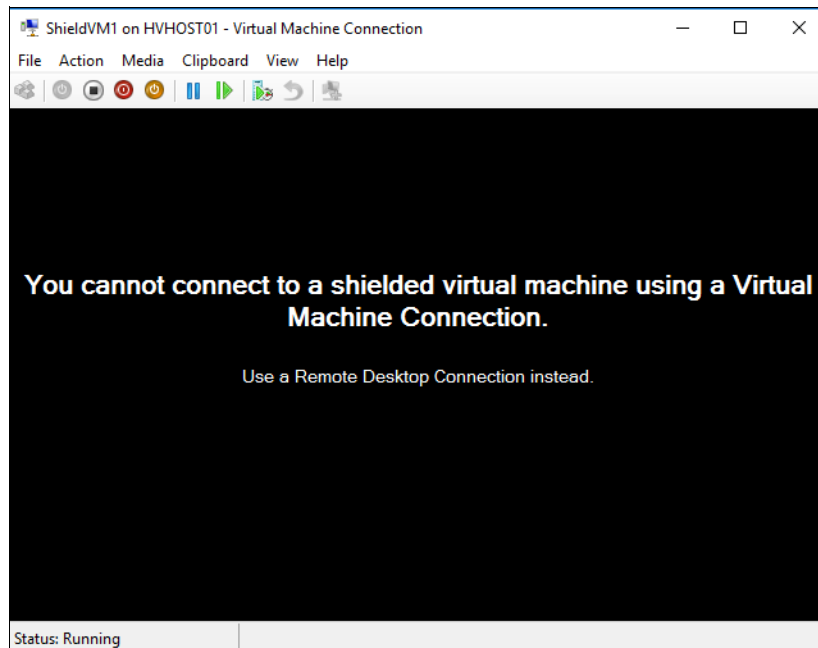 ShieldVM1 on HVHOST01 - Virtual Machine Connection
File Action Media Clipboard View Help
You cannot connect to a shielded virtual machine using a Virtual
Machine Connection.
Use a Remote Desktop Connection instead.
Status: Running